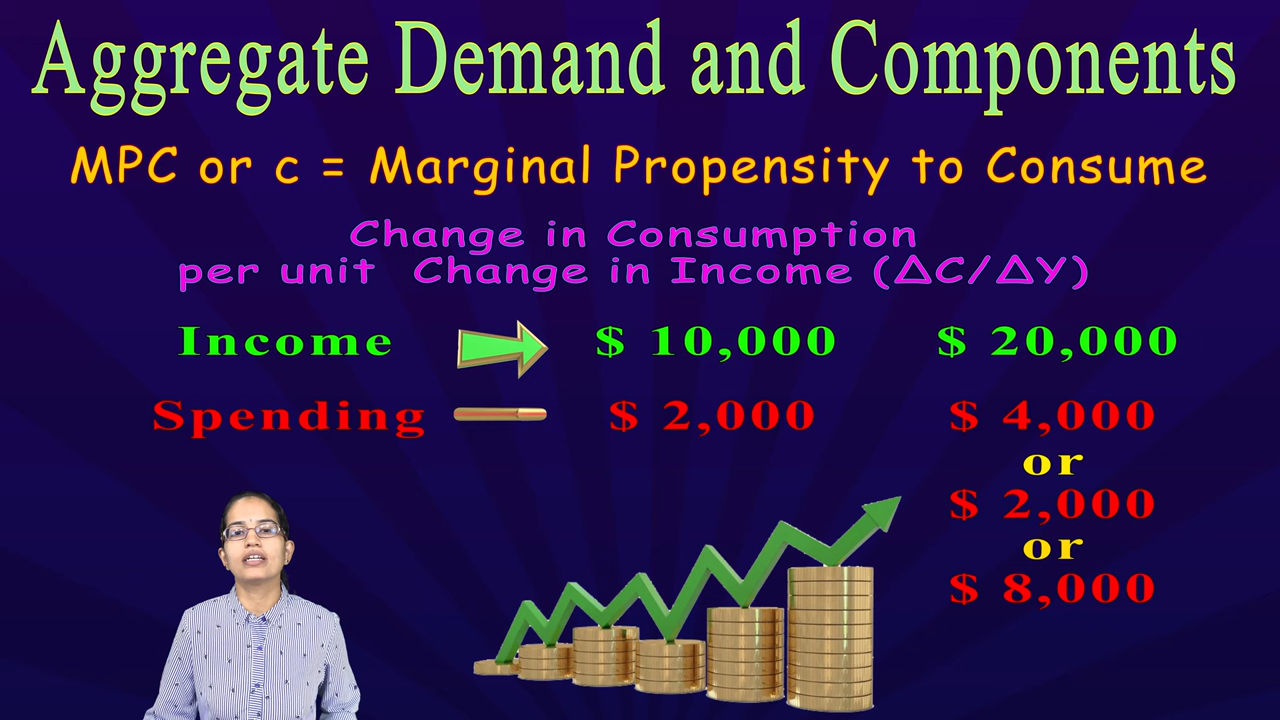 Aggregate Demand and Components
MPC or c = Marginal Propensity to Consume
Change in Consumption
per unit Change in Income (ΔC/ΔY)
Income $ 10,000 $ 20,000
Spending $ 2,000 $ 4,000
or
$ 2,000
or
$ 8,000